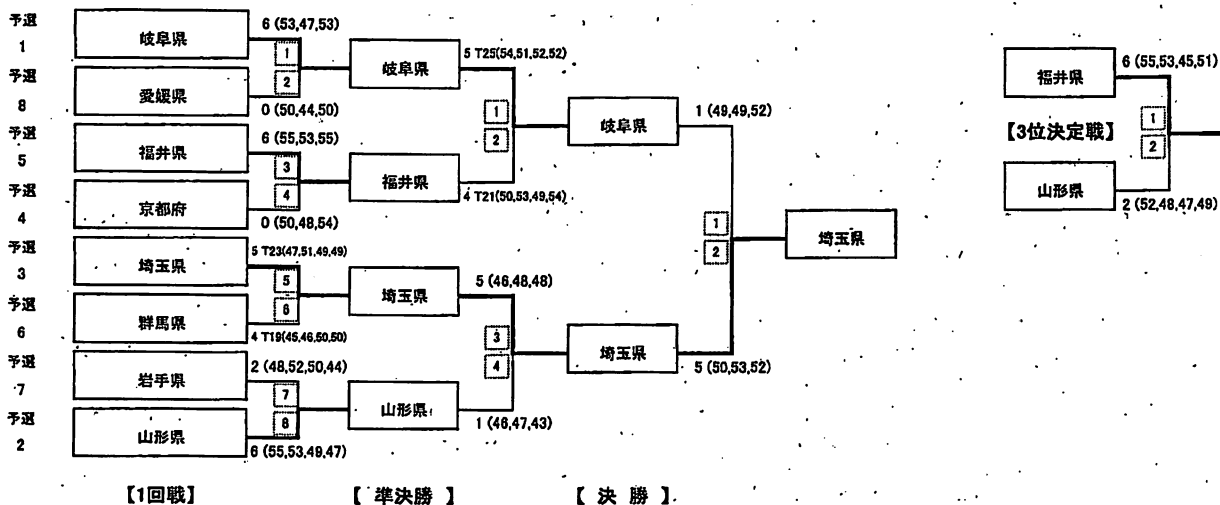 予選
1
岐阜県
6 (53,47,53)
予選
8
愛媛県
0 (50,44,50)
1
2
予選
5
福井県
6 (55,53,55)
予選
4
京都府
0 (50,48,54)
3
4
予選
3
埼玉県
5 T23(47,51,49,49)
予選
6
群馬県
4 T19(45,46,50,50)
5
6
予選
7
岩手県
2 (48,52,50,44)
予選
2
山形県
6 (55,53,49,47)
7
8
【1回戦】
岐阜県
5 T25(54,51,52,52)
福井県
4 T21(50,53,49,54)
1
2
埼玉県
5 (46,48,48)
山形県
1 (46,47,43)
3
4
【 準決勝 】
岐阜県
1 (49,49,52)
埼玉県
5 (50,53,52)
1
2
【 決 勝 】
埼玉県
福井県
6 (55,53,45,51)
【3位決定戦】
1
2
山形県
2 (52,48,47,49)